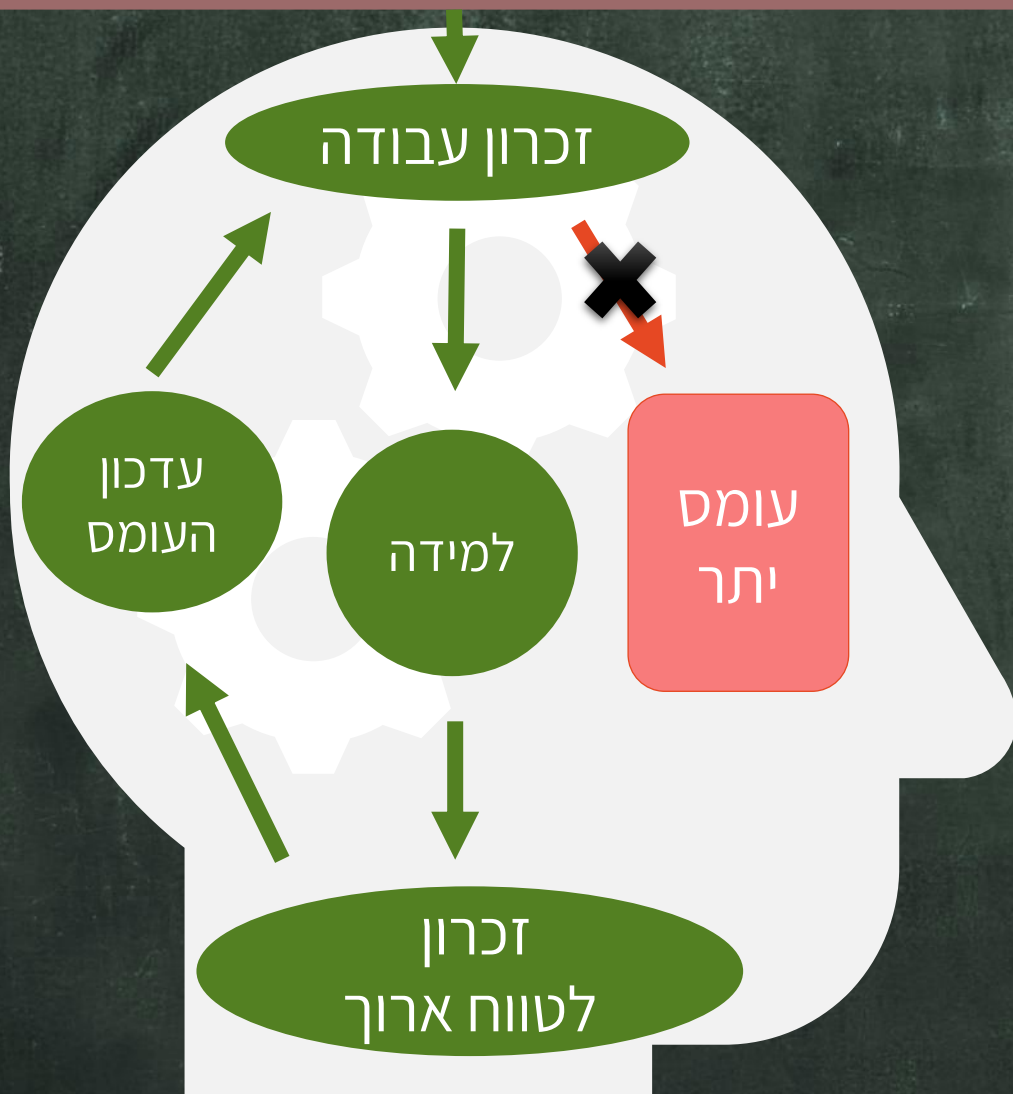 זכרון עבודה
עומס
יתר
למידה
עדכון
העומס
זכרון
לטווח ארוך